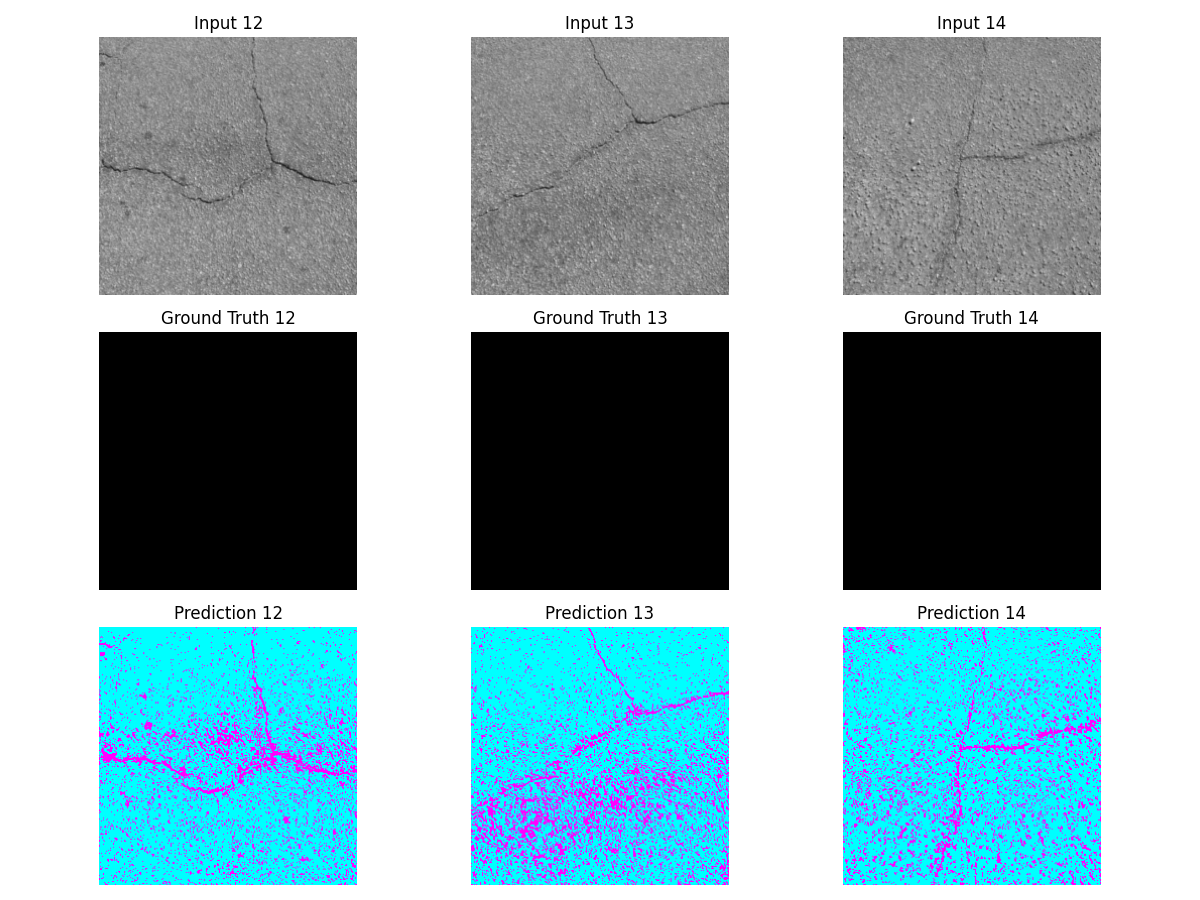 Input 12
Input 13
Input 14
Ground Truth 12
Ground Truth 13
Ground Truth 14
Prediction 12
Prediction 13
Prediction 14